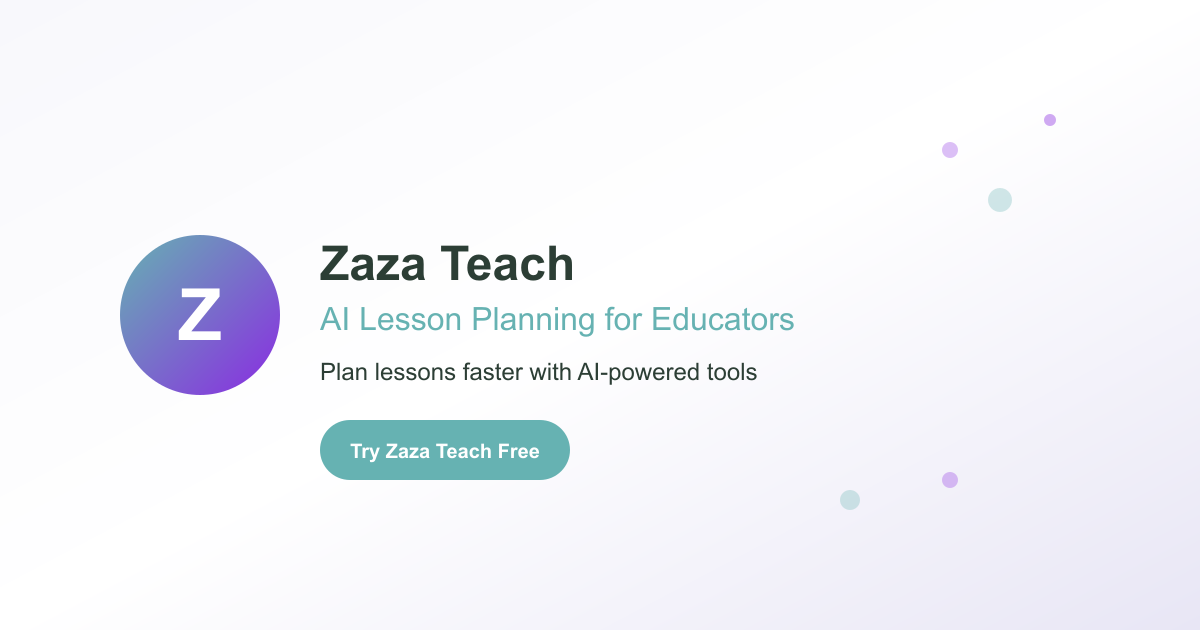 Z
Zaza Teach
AI Lesson Planning for Educators
Plan lessons faster with AI-powered tools
Try Zaza Teach Free